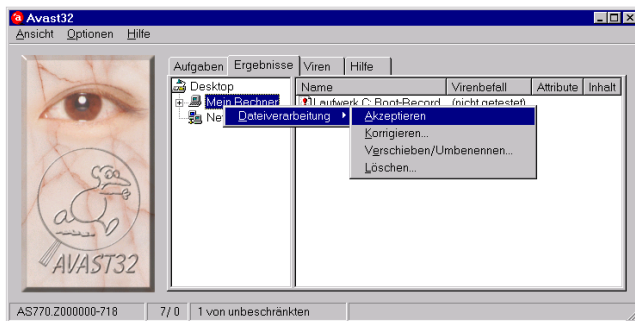 Avast32
Ansicht Optionen Hilfe
Aufgaben Ergebnisse Viren Hilfe
Desktop
Name Virenbefall Attribute Inhalt
Mein Rechner
Laufwerk C: Boot-Record (nicht getestet)
Dateiverarbeitung
Akzeptieren
Korrigieren...
Verschieben/Umbenennen...
Löschen...
AVAST32
AS770.Z000000-718 7/ 0 1 von unbeschränkten